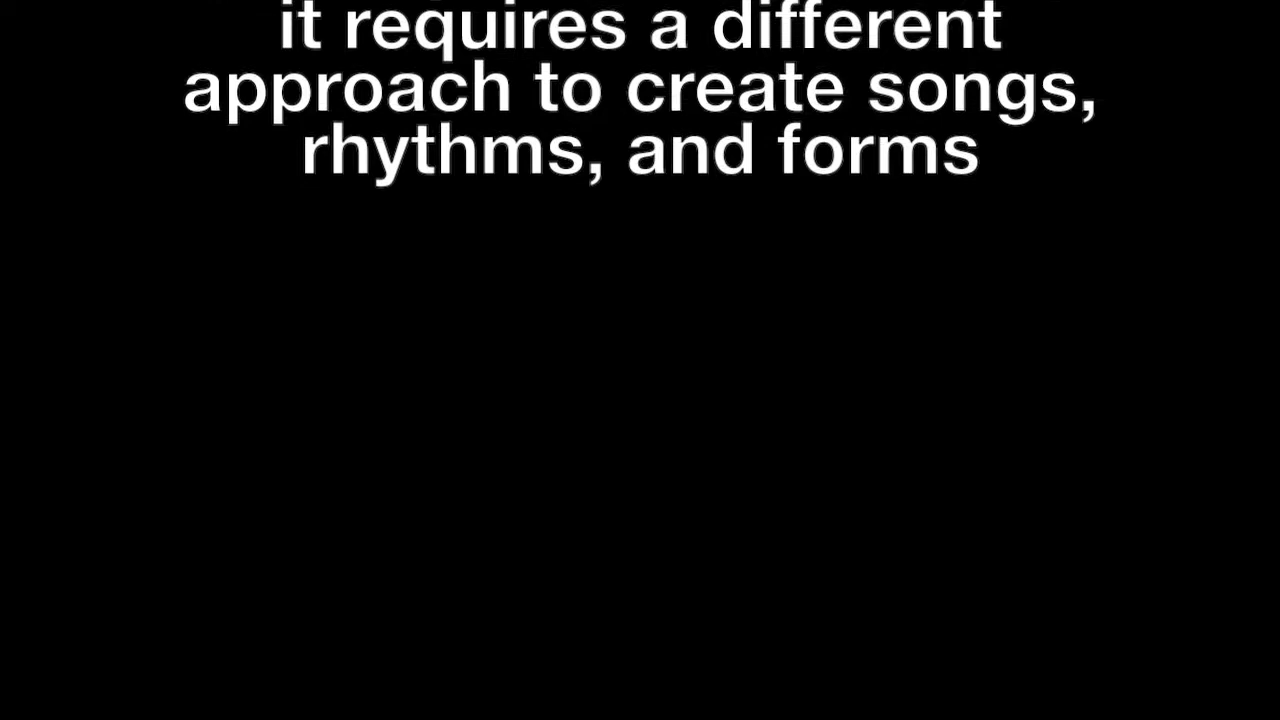 it requires a different
approach to create songs,
rhythms, and forms